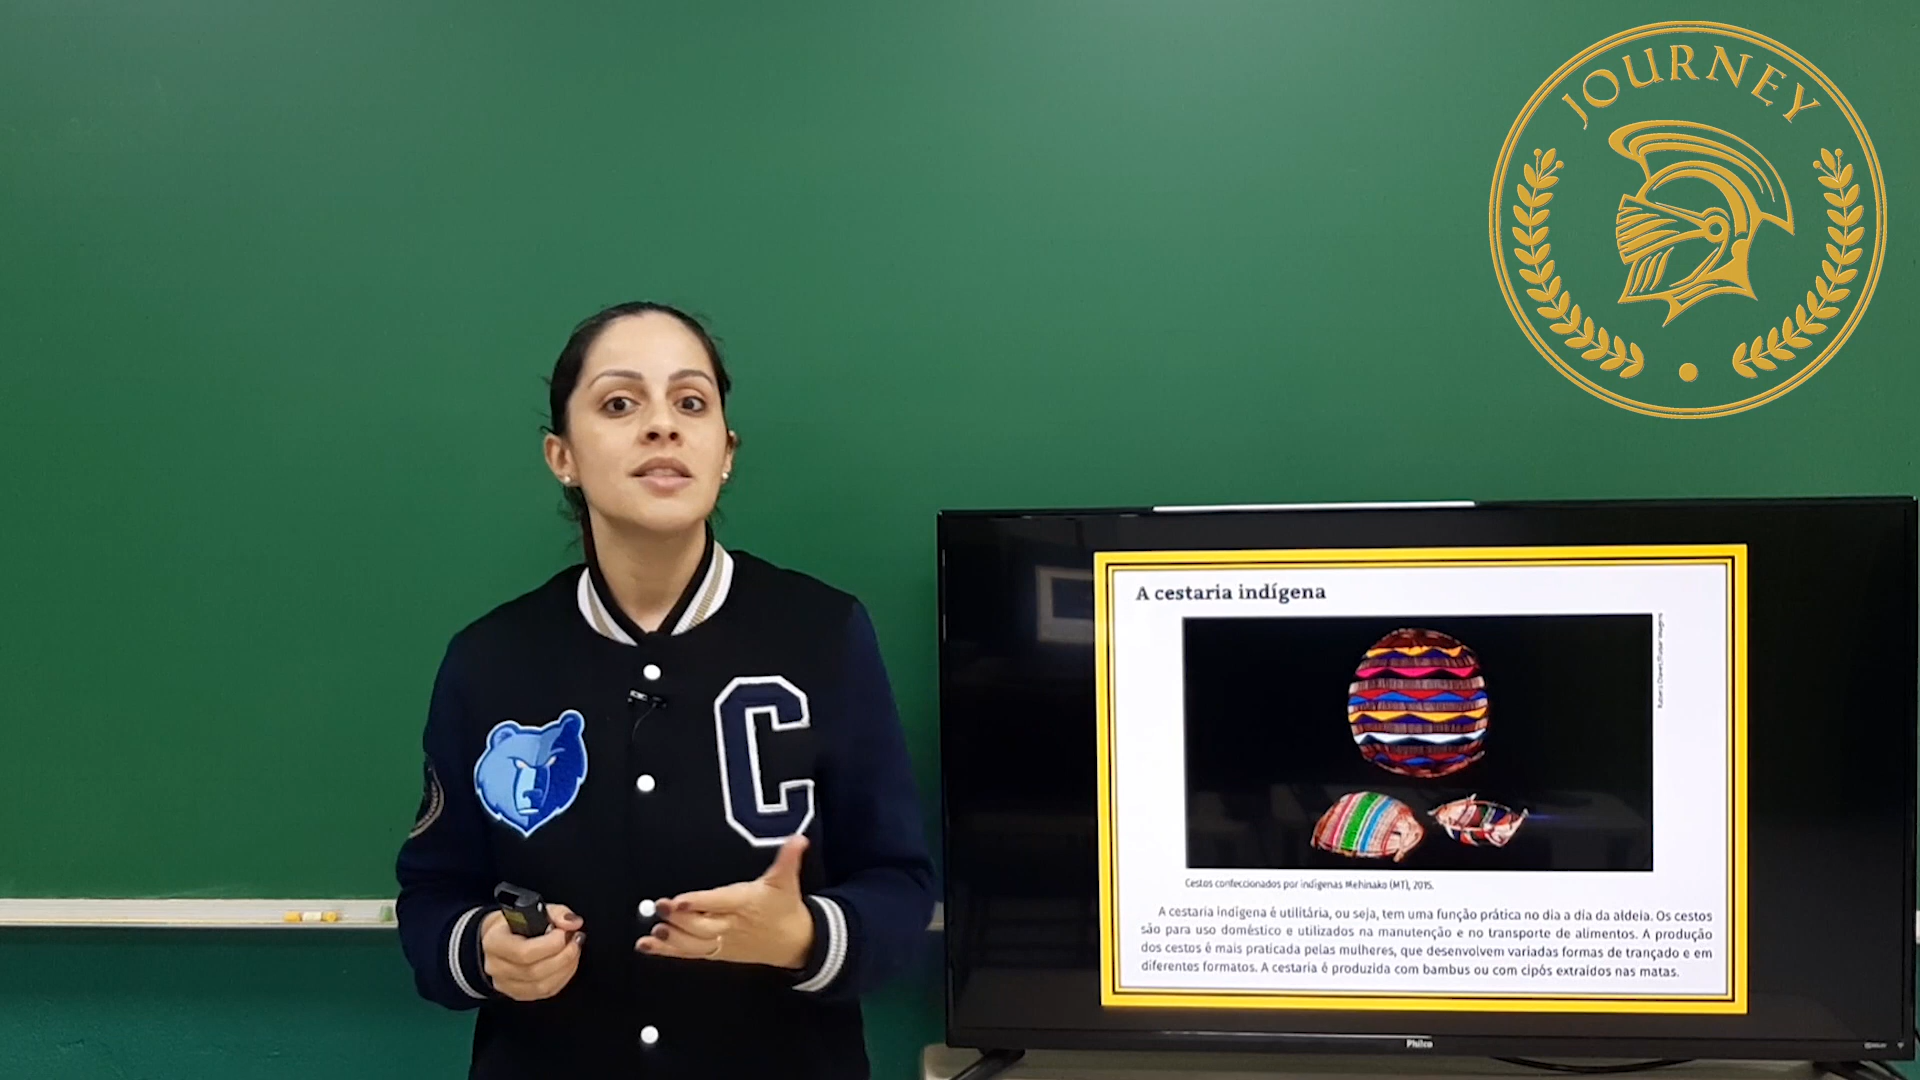 JOURNEY
C
A cestaria indígena
Cestos confeccionados por indígenas Mehinako (MT), 2015.
A cestaria indígena é utilitária, ou seja, tem uma função prática no dia a dia da aldeia. Os cestos
são para uso doméstico e utilizados na manutenção e no transporte de alimentos. A produção
dos cestos é mais praticada pelas mulheres, que desenvolvem variadas formas de trançado e em
diferentes formatos. A cestaria é produzida com bambus ou com cipós extraídos nas matas.
Philco